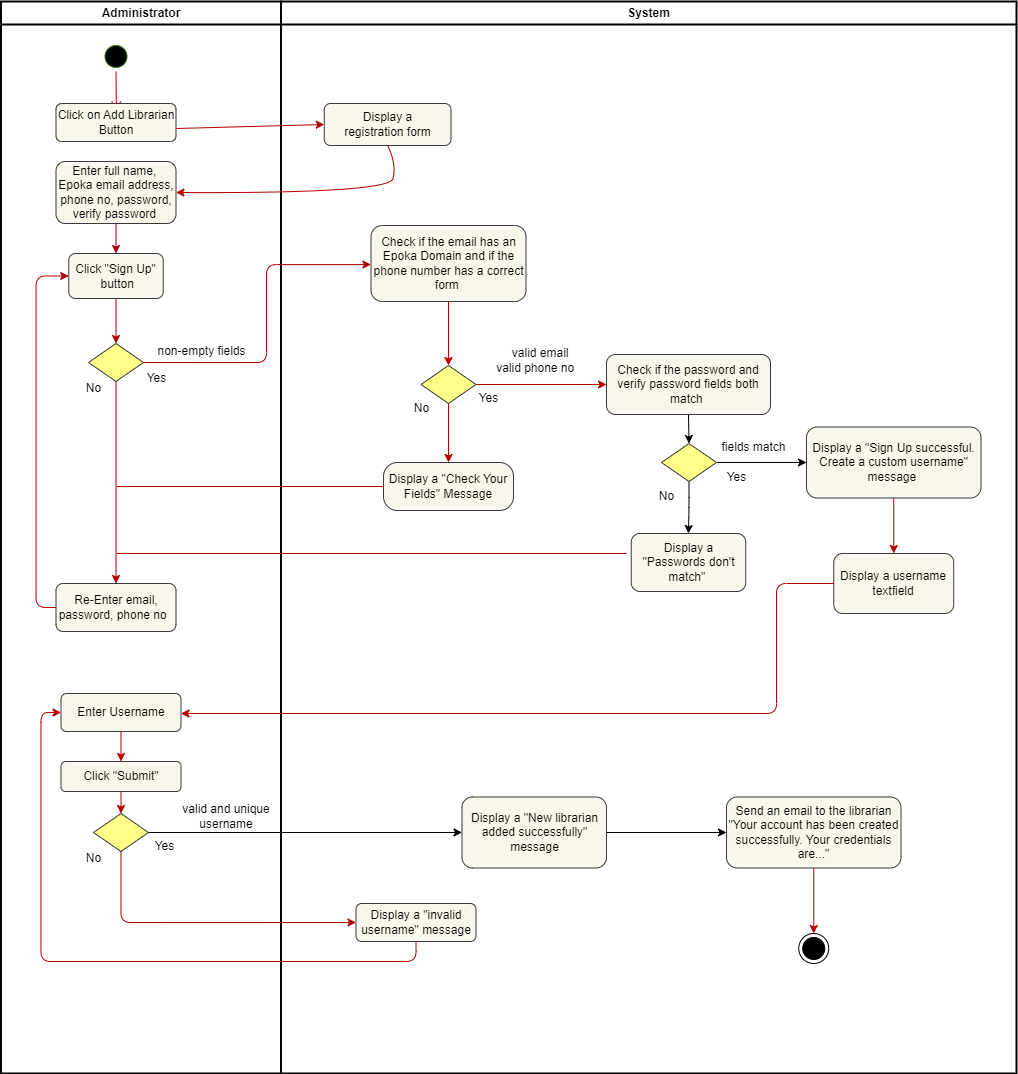 Administrator
System
Click on Add Librarian
Button
Display a
registration form
Enter full name,
Epoka email address,
phone no, password,
verify password
Check if the email has an
Epoka Domain and if the
phone number has a correct
form
Click "Sign Up"
button
non-empty fields
No
Yes
valid email
valid phone no
No
Yes
Check if the password and
verify password fields both
match
fields match
No
Yes
Display a "Sign Up successful.
Create a custom username"
message
Display a "Check Your
Fields" Message
Display a
"Passwords don't
match"
Display a username
textfield
Re-Enter email,
password, phone no
Enter Username
Click "Submit"
valid and unique
username
No
Yes
Display a "New librarian
added successfully"
message
Send an email to the librarian
"Your account has been created
successfully. Your credentials
are..."
Display a "invalid
username" message